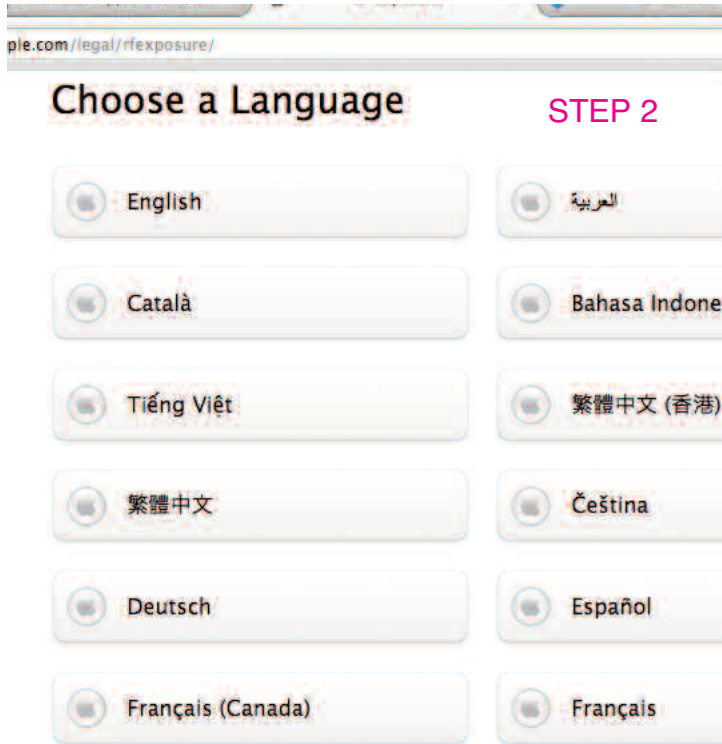 ple.com/legal/rfexposure/
Choose a Language
STEP 2
English
العربية
Català
Bahasa Indone
Tiếng Việt
繁體中文 (香港)
繁體中文
Čeština
Deutsch
Español
Français (Canada)
Français